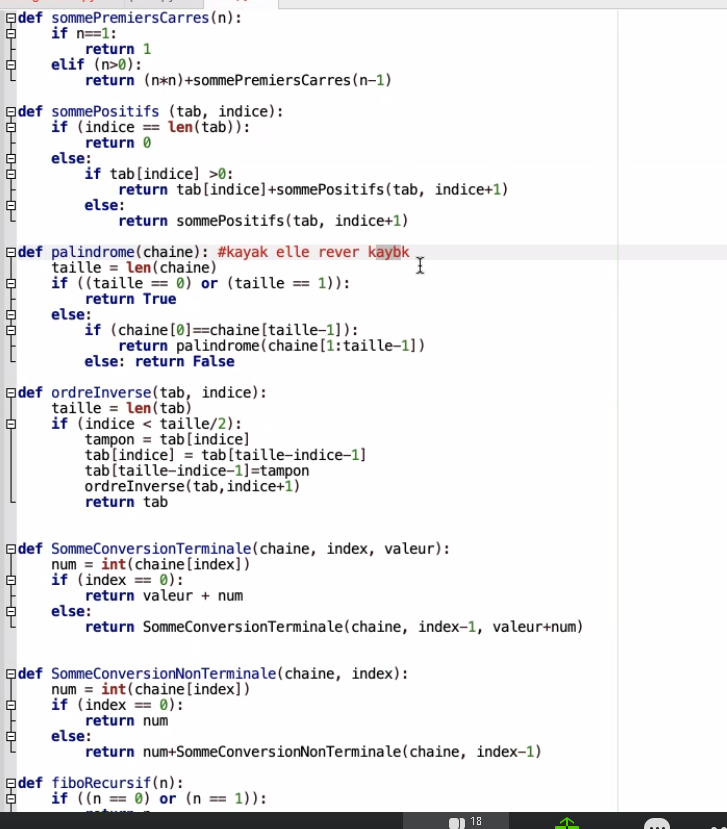 def sommePremiersCarres(n):
    if n==1:
        return 1
    elif (n>0):
        return (n*n)+sommePremiersCarres(n-1)
def sommePositifs (tab, indice):
    if (indice == len(tab)):
        return 0
    else:
        if tab[indice] >0:
            return tab[indice]+sommePositifs(tab, indice+1)
        else:
            return sommePositifs(tab, indice+1)
def palindrome(chaine): #kayak elle rever kaybk
    taille = len(chaine)
    if ((taille == 0) or (taille == 1)):
        return True
    else:
        if (chaine[0]==chaine[taille-1]):
            return palindrome(chaine[1:taille-1])
        else: return False
def ordreInverse(tab, indice):
    taille = len(tab)
    if (indice < taille/2):
        tampon = tab[indice]
        tab[indice] = tab[taille-indice-1]
        tab[taille-indice-1]=tampon
        ordreInverse(tab,indice+1)
        return tab
def SommeConversionTerminale(chaine, index, valeur):
    num = int(chaine[index])
    if (index == 0):
        return valeur + num
    else:
        return SommeConversionTerminale(chaine, index-1, valeur+num)
def SommeConversionNonTerminale(chaine, index):
    num = int(chaine[index])
    if (index == 0):
        return num
    else:
        return num+SommeConversionNonTerminale(chaine, index-1)
def fiboRecursif(n):
    if ((n == 0) or (n == 1)):
18